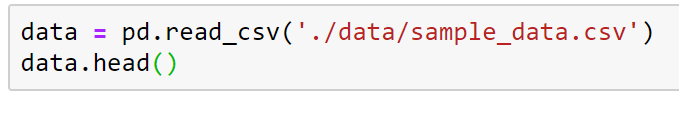 data = pd.read_csv('./data/sample_data.csv')
data.head()